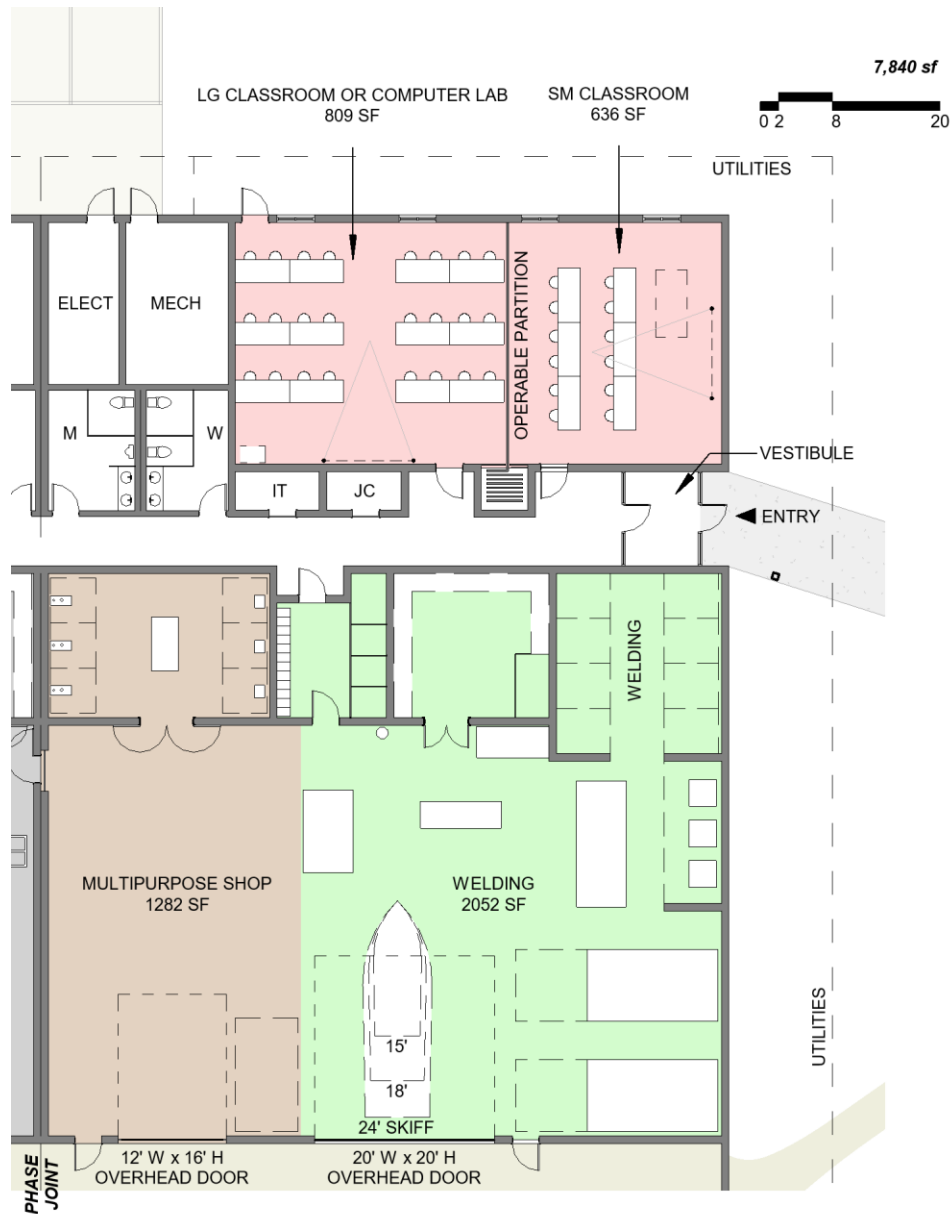 7,840 sf
0 2 8 20
LG CLASSROOM OR COMPUTER LAB
809 SF
SM CLASSROOM
636 SF
UTILITIES
ELECT
MECH
OPERABLE PARTITION
M
W
VESTIBULE
IT
JC
ENTRY
WELDING
MULTIPURPOSE SHOP
1282 SF
WELDING
2052 SF
UTILITIES
15'
18'
24' SKIFF
12' W x 16' H
OVERHEAD DOOR
20' W x 20' H
OVERHEAD DOOR
PHASE
JOINT